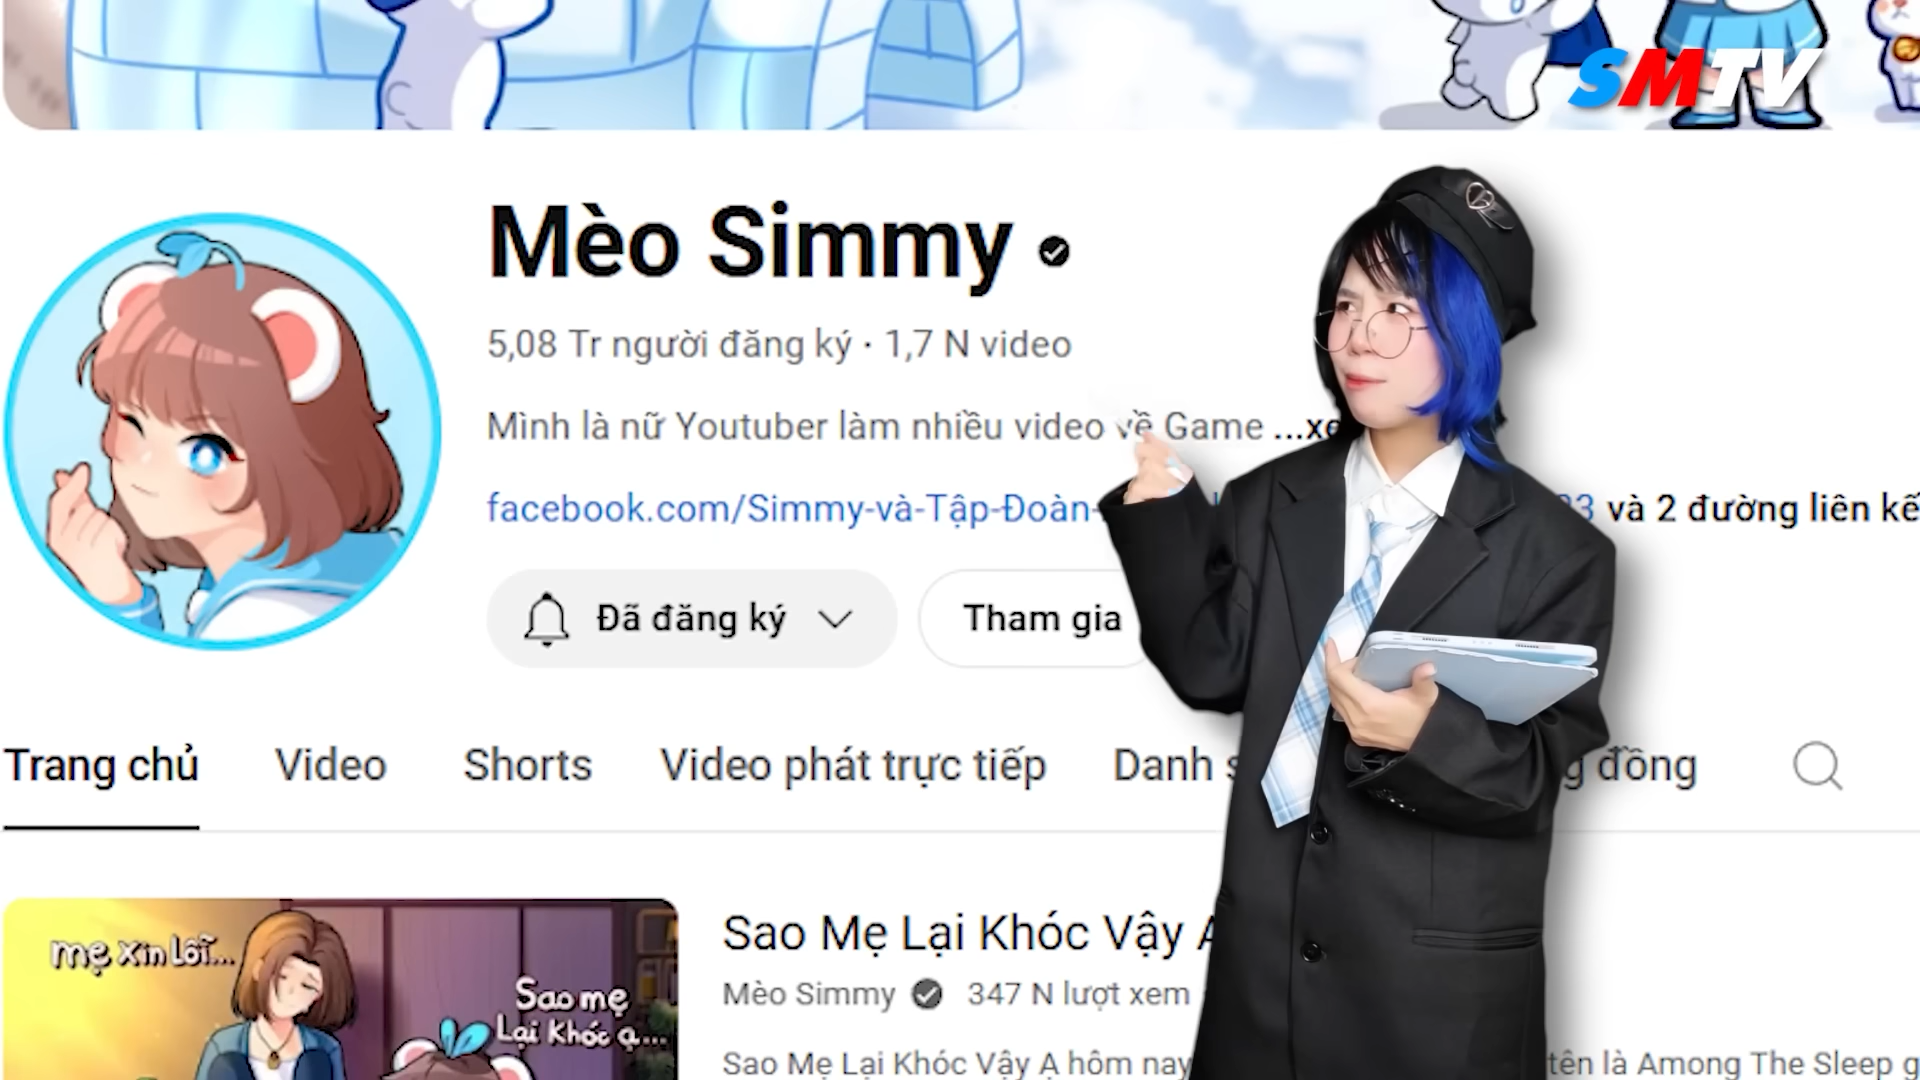 SMTV
Mèo Simmy
5,08 Tr người đăng ký · 1,7 N video
Mình là nữ Youtuber làm nhiều video về Game ...xe
facebook.com/Simmy-và-Tập-Đoàn- 3 và 2 đường liên kế
Đã đăng ký
Tham gia
Trang chủ Video Shorts Video phát trực tiếp Danh đồng
mẹ xin lỗi...
Sao mẹ
Lại khóc ạ...
Sao Mẹ Lại Khóc Vậy
Mèo Simmy 347 N lượt xem
Sao Mẹ Lại Khóc Vậy Ạ hôm nay tên là Among The Sleep g